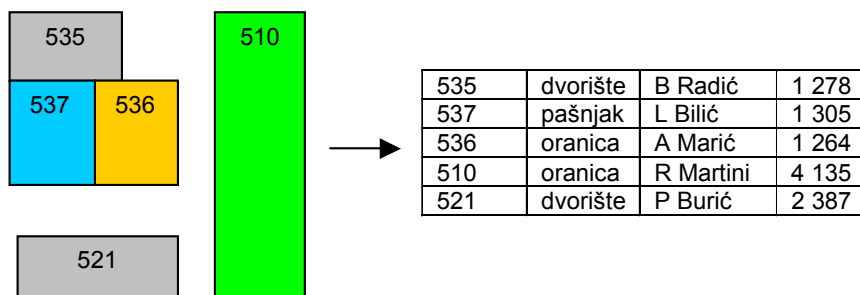 535
510
537 536
521
535 dvorište B Radić 1 278
537 pašnjak L Bilić 1 305
536 oranica A Marić 1 264
510 oranica R Martini 4 135
521 dvorište P Burić 2 387